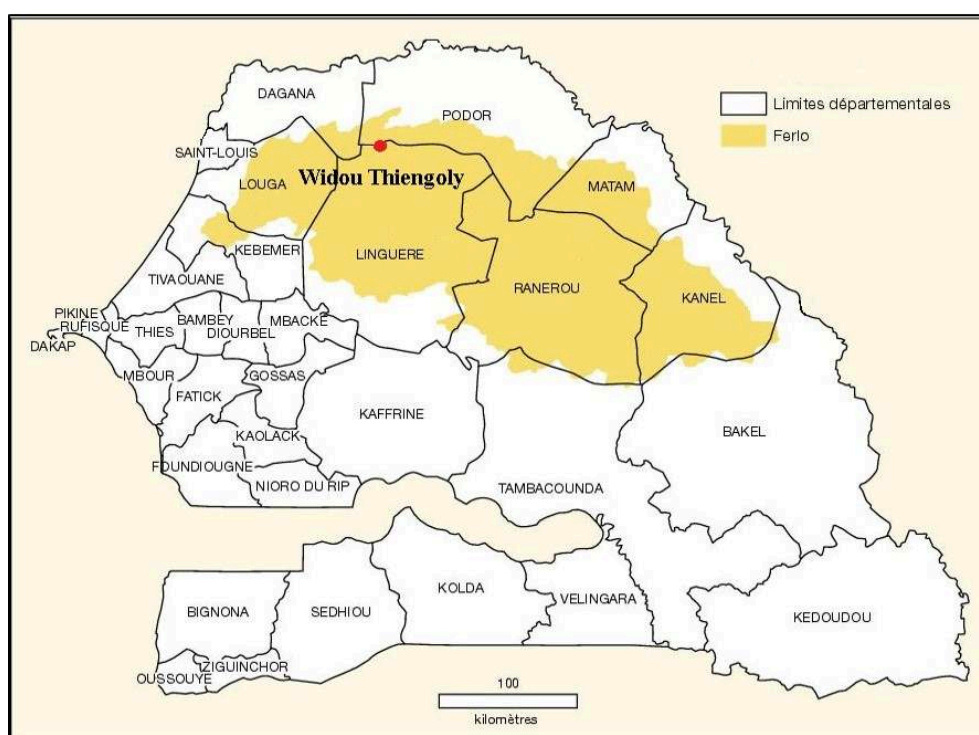 DAGANA
PODOR
Limites départementales
Ferlo
SAINT-LOUIS
LOUGA
Widou Thiengoly
MATAM
KEBEMER
LINGUERE
RANEROU
KANEL
TIVAOUANE
PIKINE
RUFISQUE
DAKAP
THIES
BAMBEY
DIOURBEL
MBACKE
MBOUR
GOSSAS
FATICK
KAFFRINE
BAKEL
KAOLACK
FOUNDIOUGNE
NIORO DU RIP
TAMBACOUNDA
BIGNONA
SEDHIOU
KOLDA
VELINGARA
KEDOUDOU
ZIGUINCHOR
OUSSOUYE
100
kilomètres